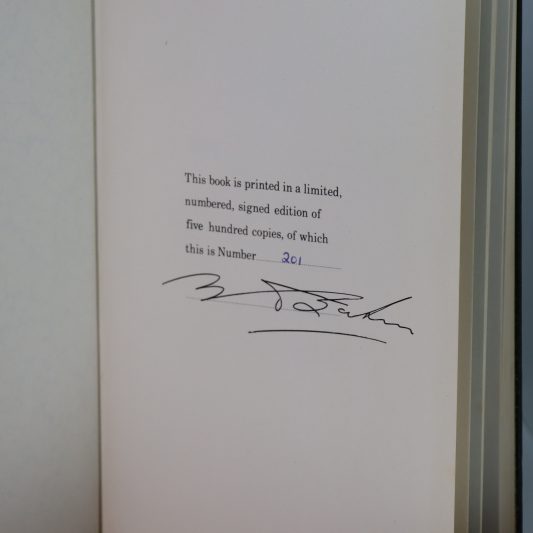 This book is printed in a limited,
numbered, signed edition of
five hundred copies, of which
this is Number 201